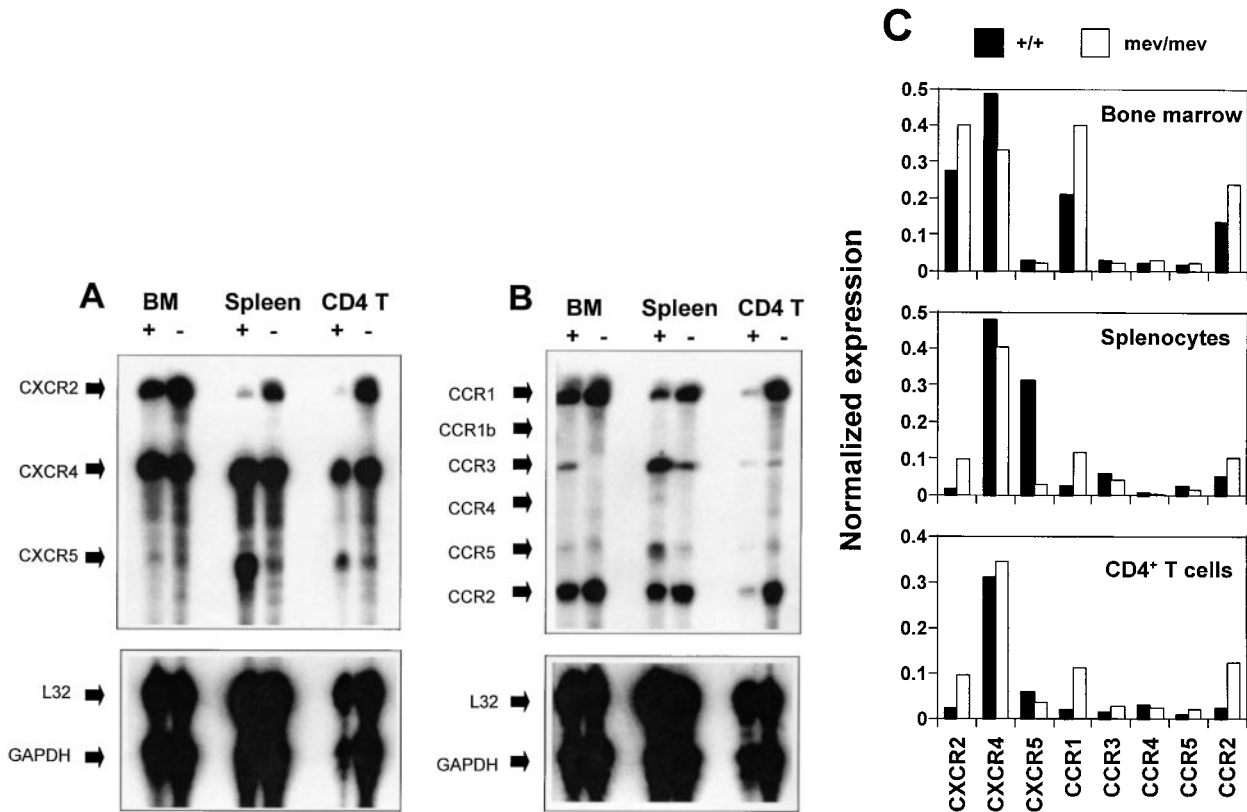 A
BM Spleen CD4 T
+ - + - + -
CXCR2
CXCR4
CXCR5
L32
GAPDH
B
BM Spleen CD4 T
+ - + - + -
CCR1
CCR1b
CCR3
CCR4
CCR5
CCR2
L32
GAPDH
C
+/+ mev/mev
Normalized expression
Bone marrow
0.5
0.4
0.3
0.2
0.1
0
Splenocytes
0.5
0.4
0.3
0.2
0.1
0
CD4⁺ T cells
0.4
0.3
0.2
0.1
0
CXCR2
CXCR4
CXCR5
CCR1
CCR3
CCR4
CCR5
CCR2